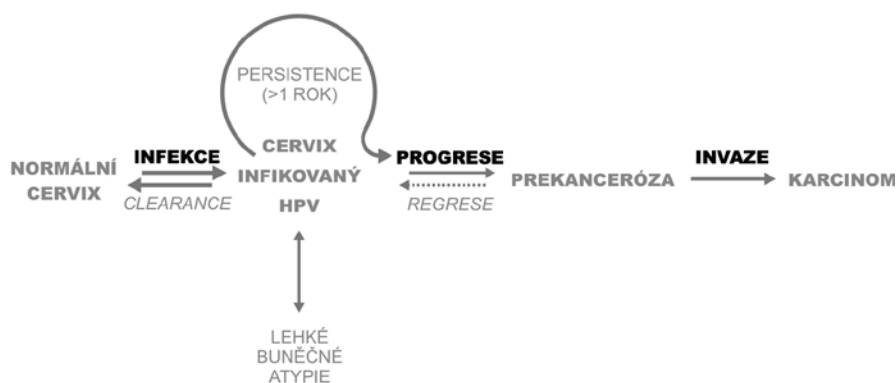 PERSISTENCE
(>1 ROK)
NORMÁLNÍ
CERVIX
INFEKCE
CLEARANCE
CERVIX
INFIKOVANÝ
HPV
PROGRESE
REGRESE
PREKANCERÓZA
INVAZE
KARCINOM
LEHKÉ
BUNĚČNÉ
ATYPIE